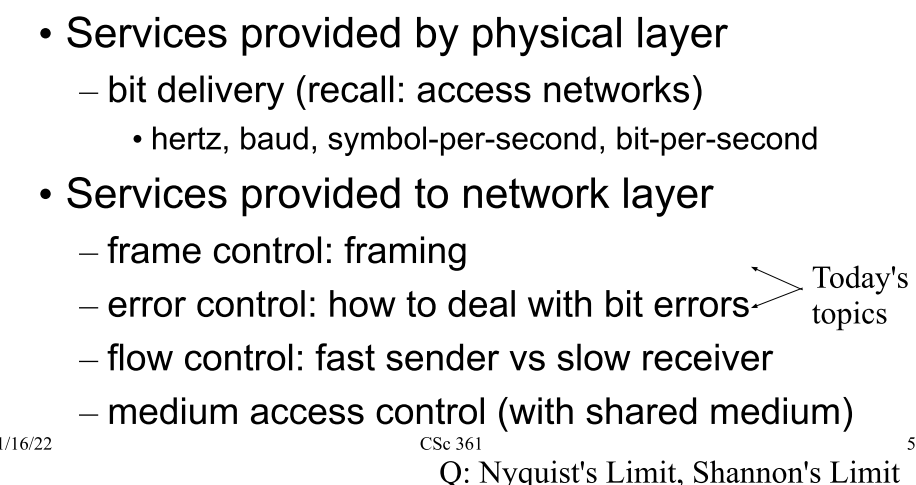 • Services provided by physical layer
– bit delivery (recall: access networks)
• hertz, baud, symbol-per-second, bit-per-second
• Services provided to network layer
– frame control: framing
– error control: how to deal with bit errors
Today's
topics
– flow control: fast sender vs slow receiver
– medium access control (with shared medium)
1/16/22
CSc 361
5
Q: Nyquist's Limit, Shannon's Limit